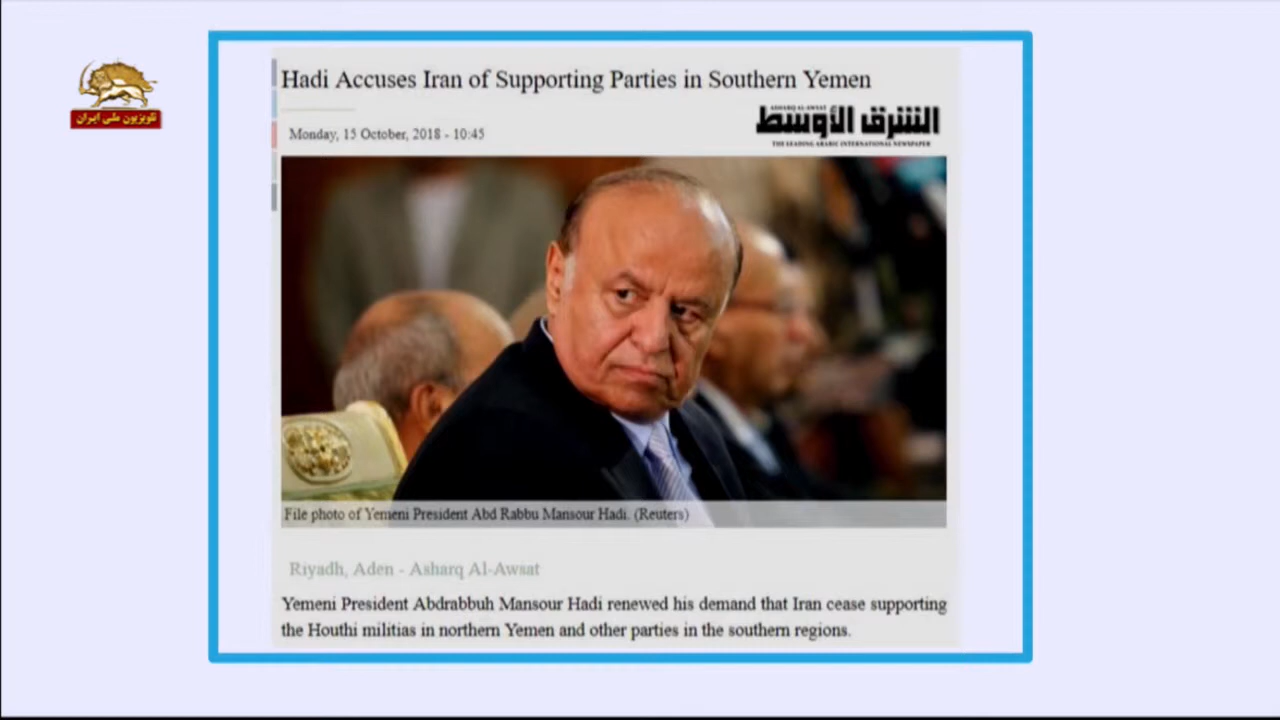 تلویزیون ملی ایران
Hadi Accuses Iran of Supporting Parties in Southern Yemen
Monday, 15 October, 2018 - 10:45
ASHARQ AL-AWSAT
الشرق الأوسط
THE LEADING ARABIC INTERNATIONAL NEWSPAPER
File photo of Yemeni President Abd Rabbu Mansour Hadi. (Reuters)
Riyadh, Aden - Asharq Al-Awsat
Yemeni President Abdrabbuh Mansour Hadi renewed his demand that Iran cease supporting
the Houthi militias in northern Yemen and other parties in the southern regions.